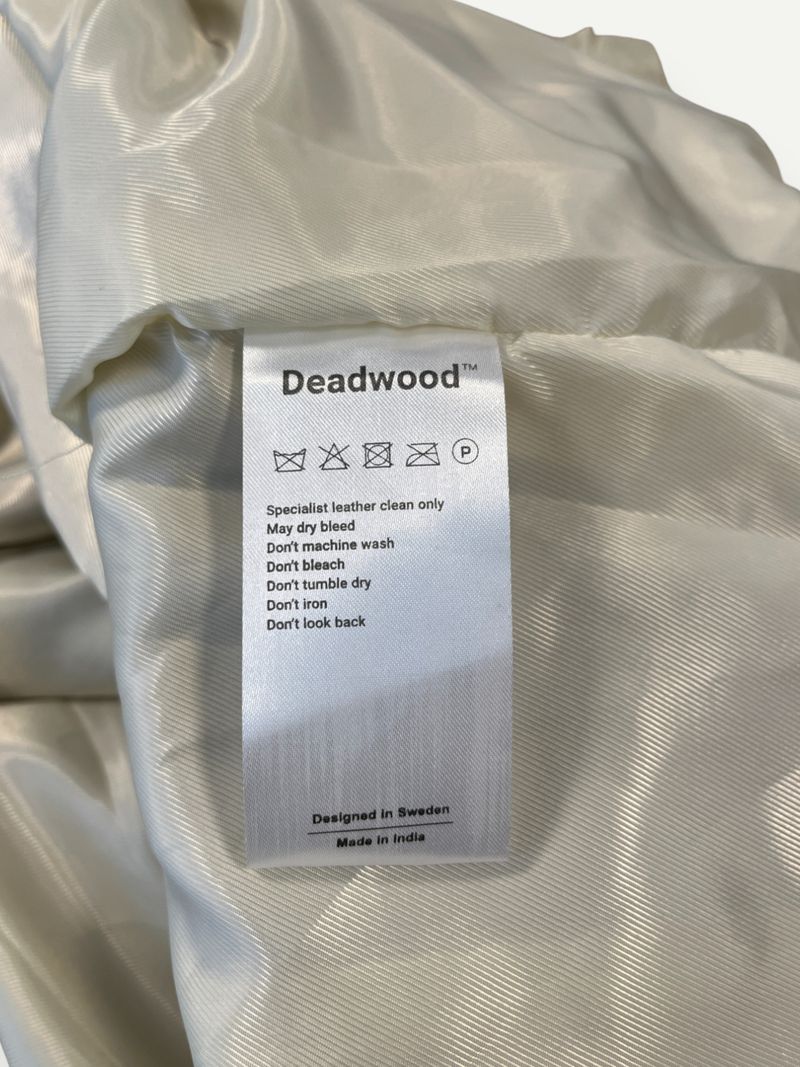 Deadwood™
P
Specialist leather clean only
May dry bleed
Don't machine wash
Don't bleach
Don't tumble dry
Don't iron
Don't look back
Designed in Sweden
Made in India